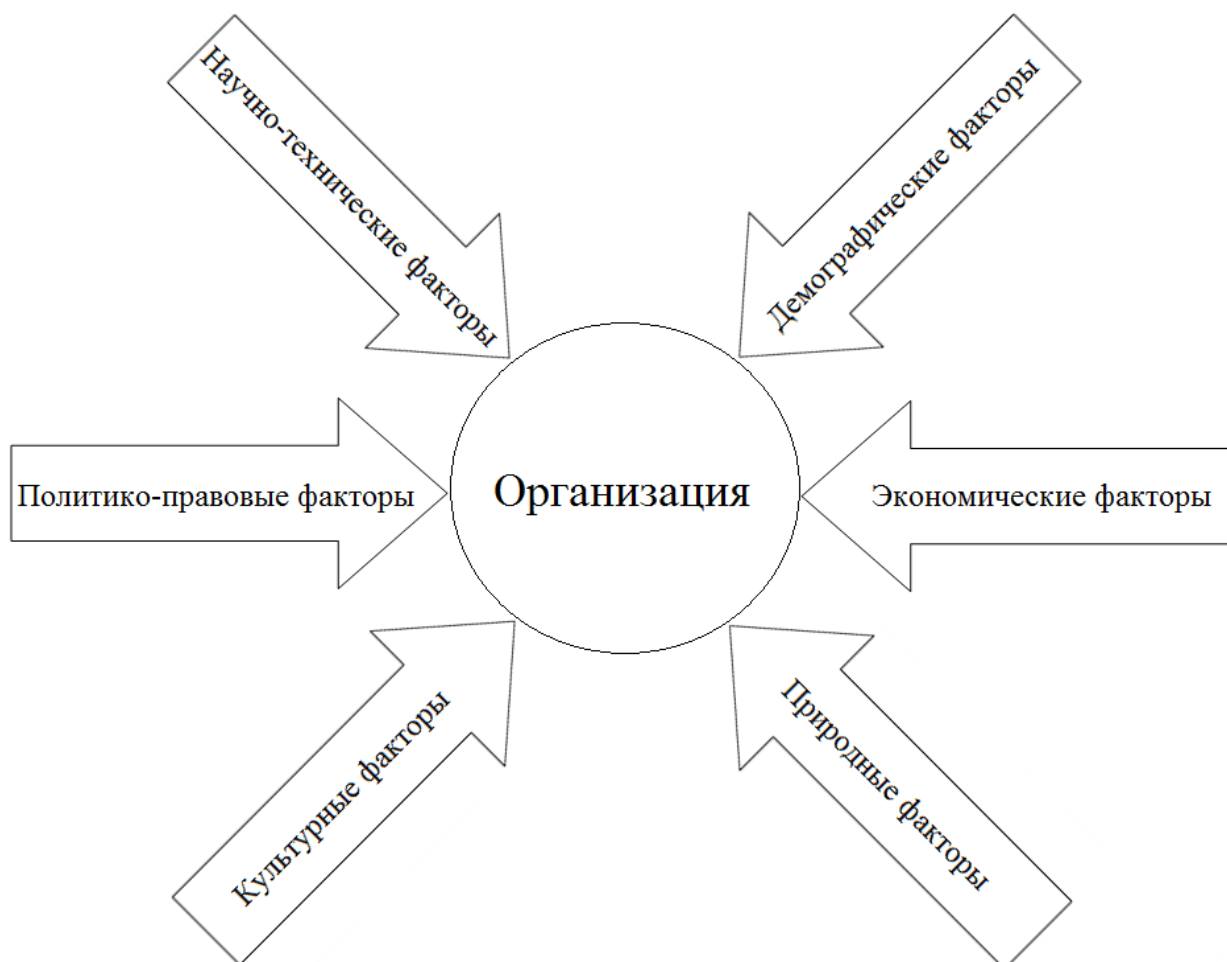 Научно-технические факторы
Демографические факторы
Политико-правовые факторы
Организация
Экономические факторы
Культурные факторы
Природные факторы